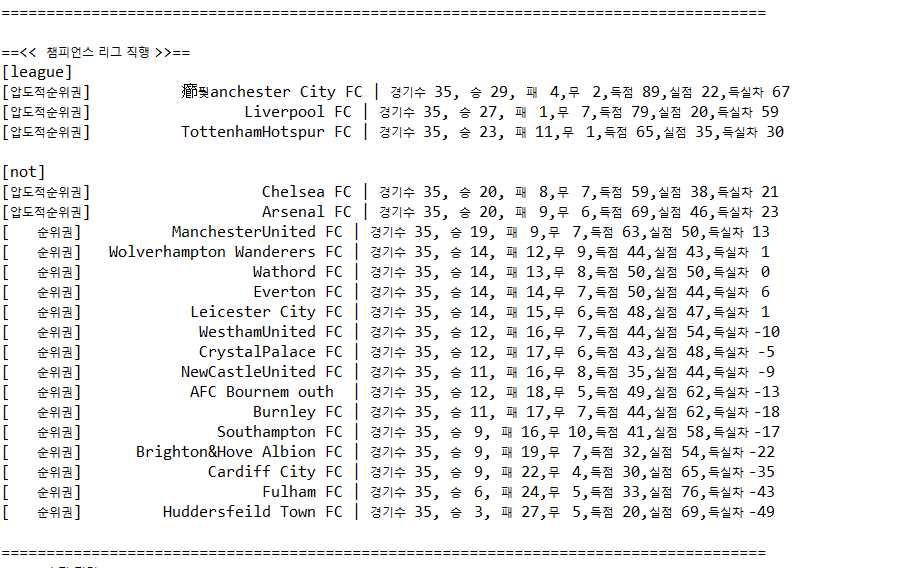 =====================================================================================
==<< 챔피언스 리그 직행 >>==
[league]
[압도적순위권] anchester City FC | 경기수 35, 승 29, 패 4,무 2,득점 89,실점 22,득실차 67
[압도적순위권] Liverpool FC | 경기수 35, 승 27, 패 1,무 7,득점 79,실점 20,득실차 59
[압도적순위권] TottenhamHotspur FC | 경기수 35, 승 23, 패 11,무 1,득점 65,실점 35,득실차 30
[not]
[압도적순위권] Chelsea FC | 경기수 35, 승 20, 패 8,무 7,득점 59,실점 38,득실차 21
[압도적순위권] Arsenal FC | 경기수 35, 승 20, 패 9,무 6,득점 69,실점 46,득실차 23
[ 순위권] ManchesterUnited FC | 경기수 35, 승 19, 패 9,무 7,득점 63,실점 50,득실차 13
[ 순위권] Wolverhampton Wanderers FC | 경기수 35, 승 14, 패 12,무 9,득점 44,실점 43,득실차 1
[ 순위권] Wathord FC | 경기수 35, 승 14, 패 13,무 8,득점 50,실점 50,득실차 0
[ 순위권] Everton FC | 경기수 35, 승 14, 패 14,무 7,득점 50,실점 44,득실차 6
[ 순위권] Leicester City FC | 경기수 35, 승 14, 패 15,무 6,득점 48,실점 47,득실차 1
[ 순위권] WesthamUnited FC | 경기수 35, 승 12, 패 16,무 7,득점 44,실점 54,득실차 -10
[ 순위권] CrystalPalace FC | 경기수 35, 승 12, 패 17,무 6,득점 43,실점 48,득실차 -5
[ 순위권] NewCastleUnited FC | 경기수 35, 승 11, 패 16,무 8,득점 35,실점 44,득실차 -9
[ 순위권] AFC Bournem outh | 경기수 35, 승 12, 패 18,무 5,득점 49,실점 62,득실차 -13
[ 순위권] Burnley FC | 경기수 35, 승 11, 패 17,무 7,득점 44,실점 62,득실차 -18
[ 순위권] Southampton FC | 경기수 35, 승 9, 패 16,무 10,득점 41,실점 58,득실차 -17
[ 순위권] Brighton&Hove Albion FC | 경기수 35, 승 9, 패 19,무 7,득점 32,실점 54,득실차 -22
[ 순위권] Cardiff City FC | 경기수 35, 승 9, 패 22,무 4,득점 30,실점 65,득실차 -35
[ 순위권] Fulham FC | 경기수 35, 승 6, 패 24,무 5,득점 33,실점 76,득실차 -43
[ 순위권] Huddersfeild Town FC | 경기수 35, 승 3, 패 27,무 5,득점 20,실점 69,득실차 -49
=====================================================================================